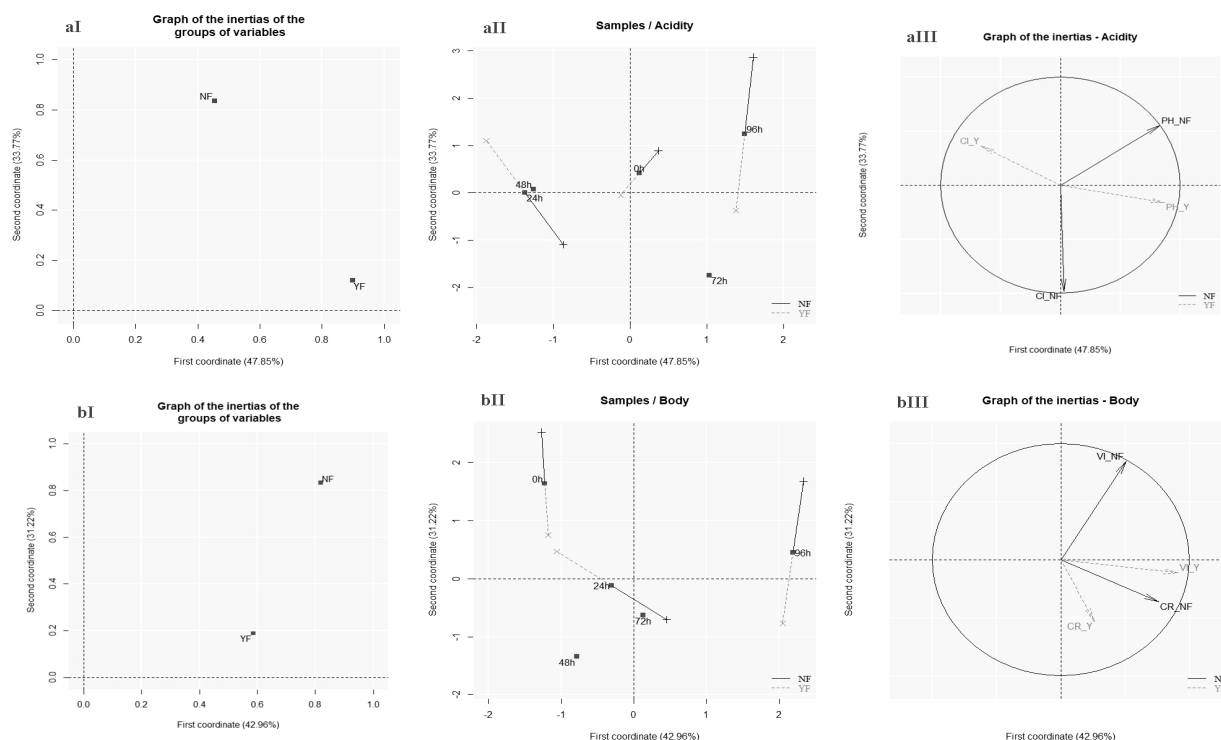 aI
Graph of the inertias of the
groups of variables
Second coordinate (33.77%)
1.0
0.8
0.6
0.4
0.2
0.0
NF
YF
0.0 0.2 0.4 0.6 0.8 1.0
First coordinate (47.85%)
aII
Samples / Acidity
Second coordinate (33.77%)
3
2
1
0
-1
-2
96h
0h
48h
24h
72h
NF
YF
-2 -1 0 1 2
First coordinate (47.85%)
aIII
Graph of the inertias - Acidity
Second coordinate (33.77%)
PH_NF
CI_Y
PH_Y
CI_NF
NF
YF
First coordinate (47.85%)
bI
Graph of the inertias of the
groups of variables
Second coordinate (31.22%)
1.0
0.8
0.6
0.4
0.2
0.0
NF
YF
0.0 0.2 0.4 0.6 0.8 1.0
First coordinate (42.96%)
bII
Samples / Body
Second coordinate (31.22%)
2
1
0
-1
-2
0h
96h
24h
72h
48h
NF
YF
-2 -1 0 1 2
First coordinate (42.96%)
bIII
Graph of the inertias - Body
Second coordinate (31.22%)
VI_NF
VI_Y
CR_NF
CR_Y
N
Y
First coordinate (42.96%)